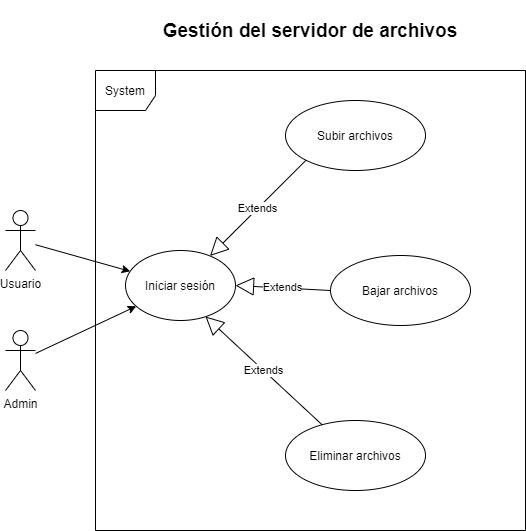 Gestión del servidor de archivos
System
Subir archivos
Extends
Usuario
Iniciar sesión
Extends
Bajar archivos
Admin
Extends
Eliminar archivos